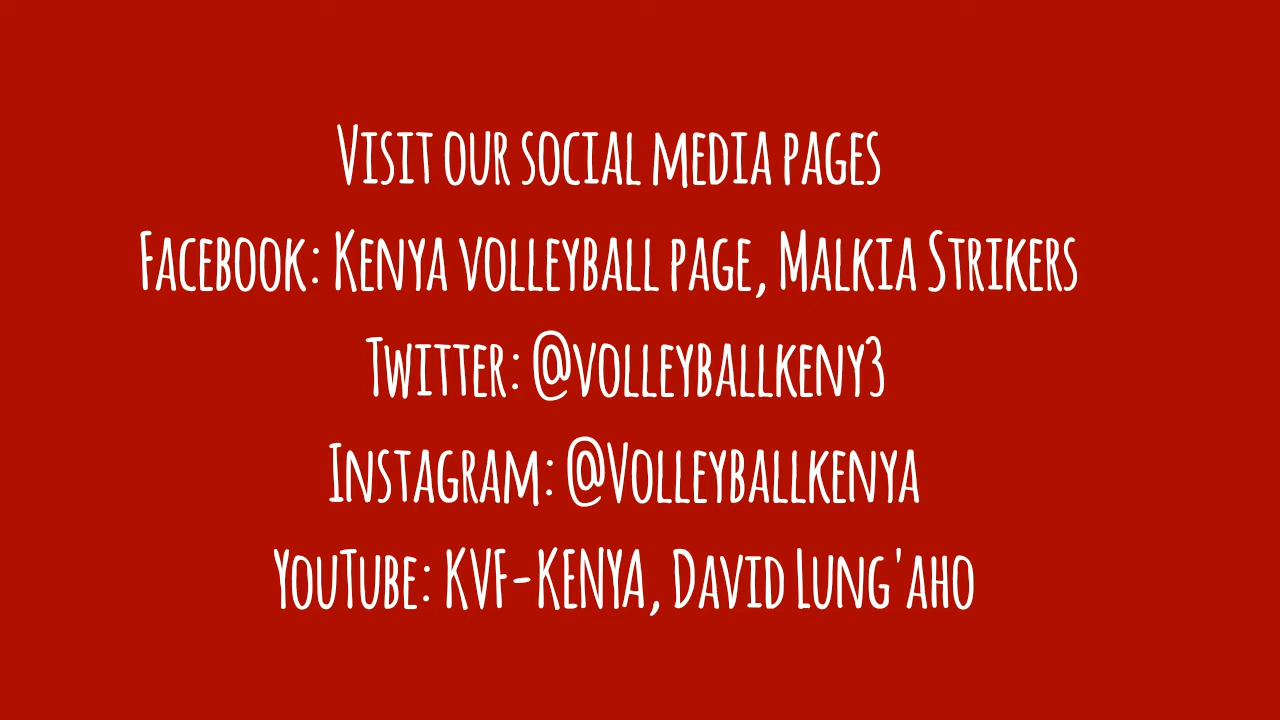 Visit our social media pages
Facebook: Kenya volleyball page, Malkia Strikers
Twitter: @volleyballkeny3
Instagram: @Volleyballkenya
YouTube: KVF-KENYA, David Lung'aho